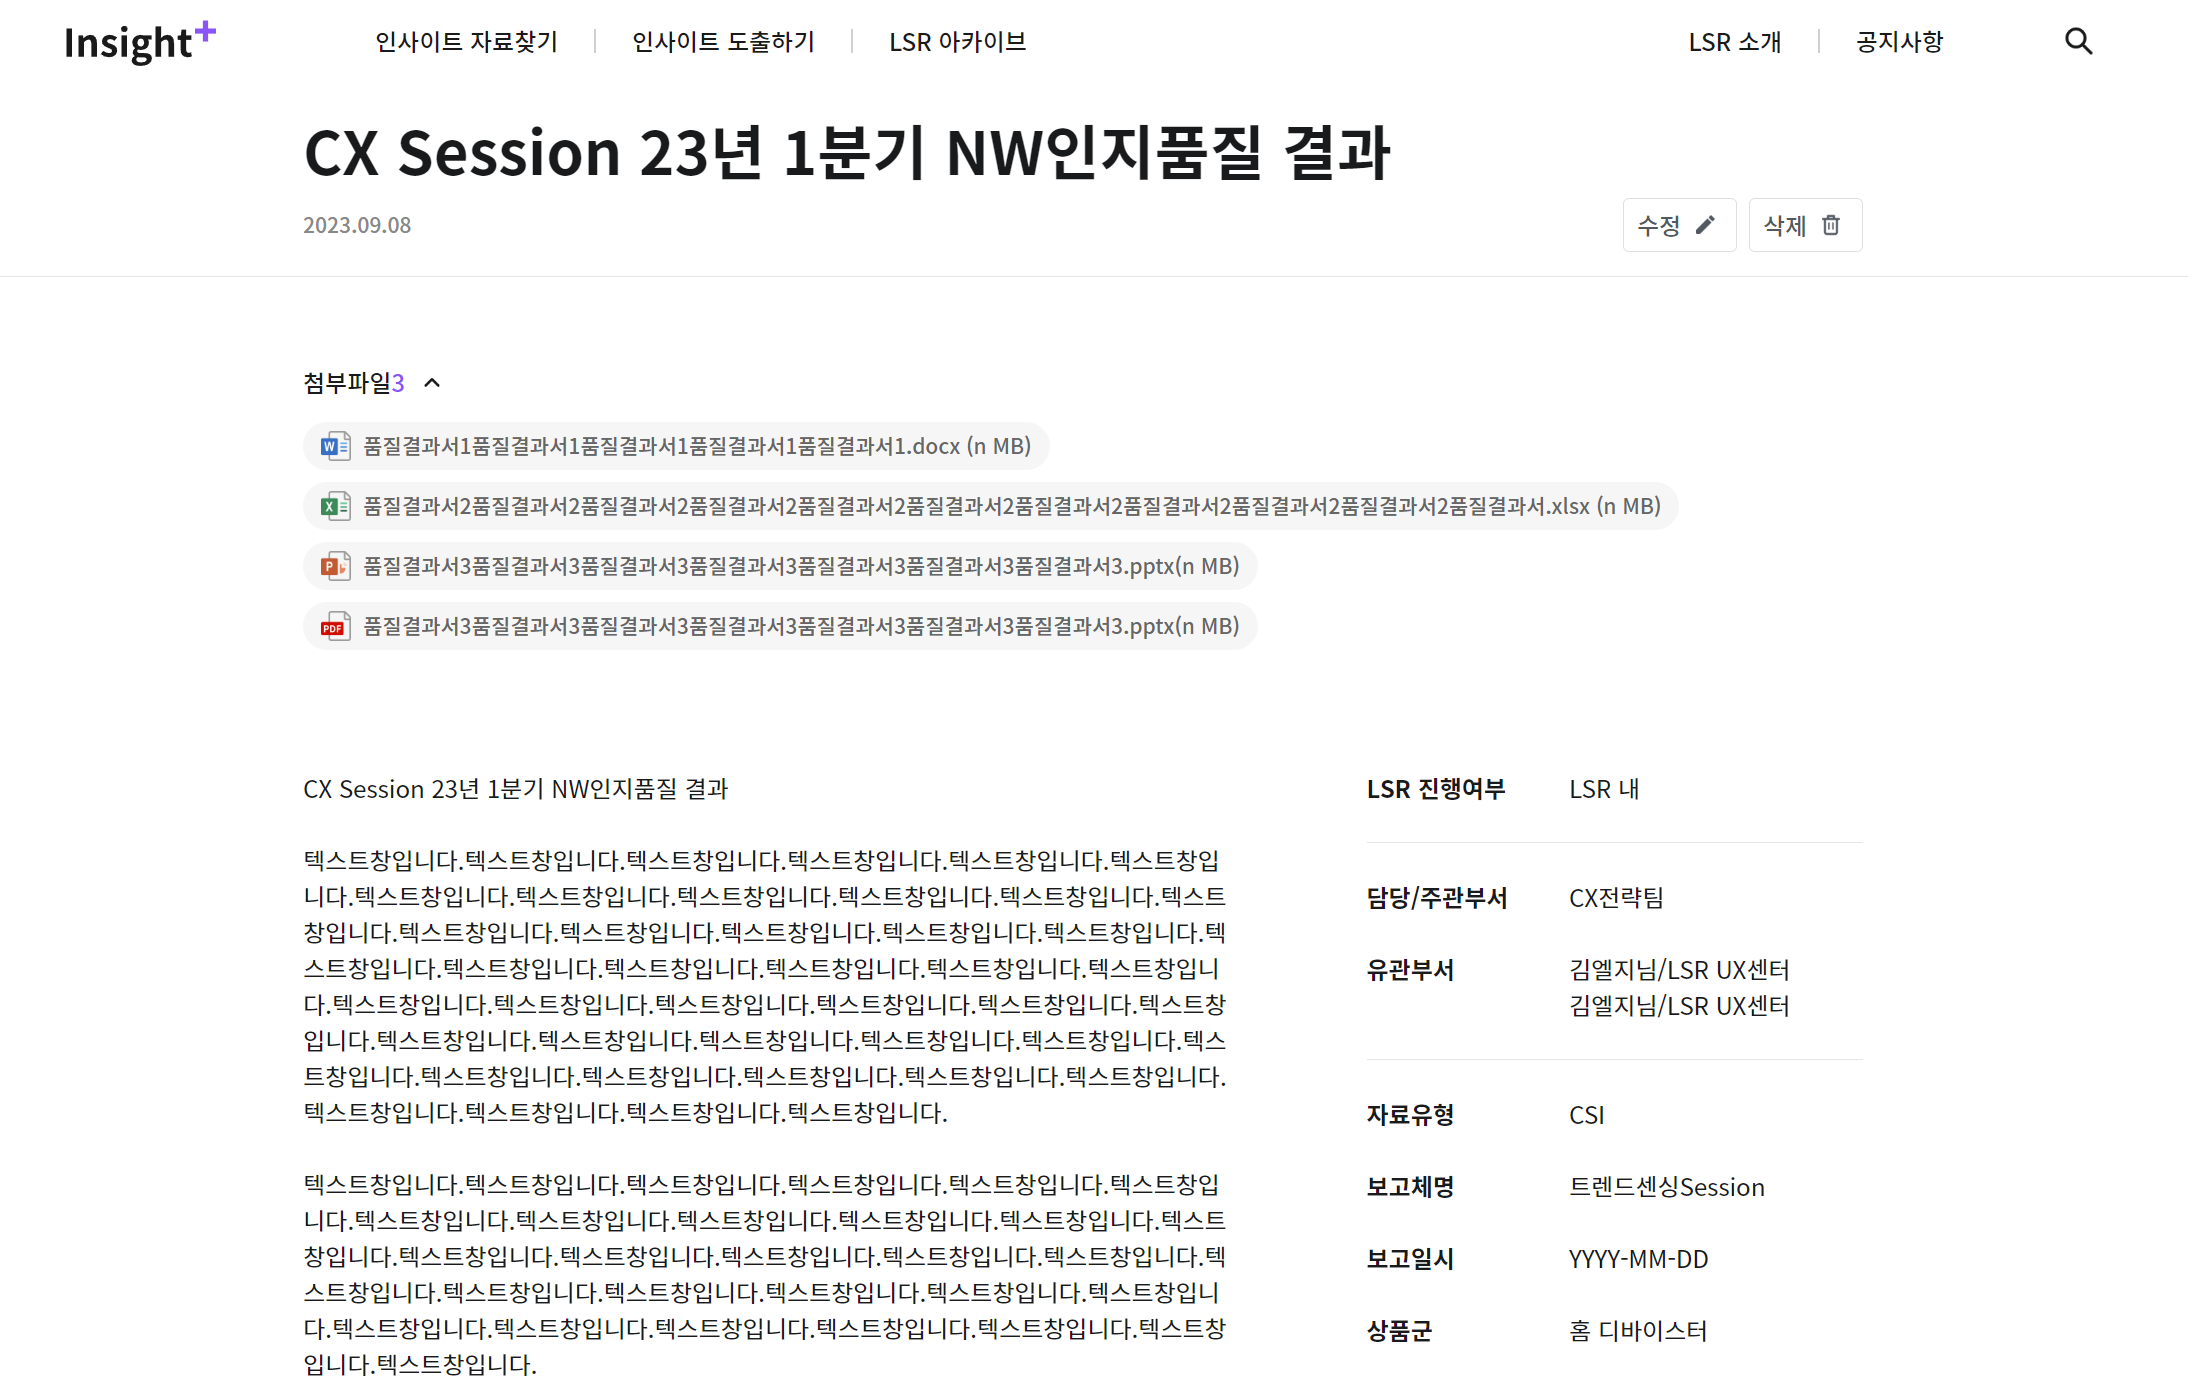 Insight+
인사이트 자료찾기
인사이트 도출하기
LSR 아카이브
LSR 소개
공지사항
CX Session 23년 1분기 NW인지품질 결과
2023.09.08
수정
삭제
첨부파일3
W 품질결과서1품질결과서1품질결과서1품질결과서1품질결과서1.docx (n MB)
X 품질결과서2품질결과서2품질결과서2품질결과서2품질결과서2품질결과서2품질결과서2품질결과서2품질결과서2품질결과서2품질결과서.xlsx (n MB)
P 품질결과서3품질결과서3품질결과서3품질결과서3품질결과서3품질결과서3품질결과서3.pptx(n MB)
PDF 품질결과서3품질결과서3품질결과서3품질결과서3품질결과서3품질결과서3품질결과서3.pptx(n MB)
CX Session 23년 1분기 NW인지품질 결과
텍스트창입니다.텍스트창입니다.텍스트창입니다.텍스트창입니다.텍스트창입니다.텍스트창입
니다.텍스트창입니다.텍스트창입니다.텍스트창입니다.텍스트창입니다.텍스트창입니다.텍스트
창입니다.텍스트창입니다.텍스트창입니다.텍스트창입니다.텍스트창입니다.텍스트창입니다.텍
스트창입니다.텍스트창입니다.텍스트창입니다.텍스트창입니다.텍스트창입니다.텍스트창입니
다.텍스트창입니다.텍스트창입니다.텍스트창입니다.텍스트창입니다.텍스트창입니다.텍스트창
입니다.텍스트창입니다.텍스트창입니다.텍스트창입니다.텍스트창입니다.텍스트창입니다.텍스
트창입니다.텍스트창입니다.텍스트창입니다.텍스트창입니다.텍스트창입니다.텍스트창입니다.
텍스트창입니다.텍스트창입니다.텍스트창입니다.텍스트창입니다.
텍스트창입니다.텍스트창입니다.텍스트창입니다.텍스트창입니다.텍스트창입니다.텍스트창입
니다.텍스트창입니다.텍스트창입니다.텍스트창입니다.텍스트창입니다.텍스트창입니다.텍스트
창입니다.텍스트창입니다.텍스트창입니다.텍스트창입니다.텍스트창입니다.텍스트창입니다.텍
스트창입니다.텍스트창입니다.텍스트창입니다.텍스트창입니다.텍스트창입니다.텍스트창입니
다.텍스트창입니다.텍스트창입니다.텍스트창입니다.텍스트창입니다.텍스트창입니다.텍스트창
입니다.텍스트창입니다.
LSR 진행여부 LSR 내
담당/주관부서 CX전략팀
유관부서 김엘지님/LSR UX센터
김엘지님/LSR UX센터
자료유형 CSI
보고체명 트렌드센싱Session
보고일시 YYYY-MM-DD
상품군 홈 디바이스터